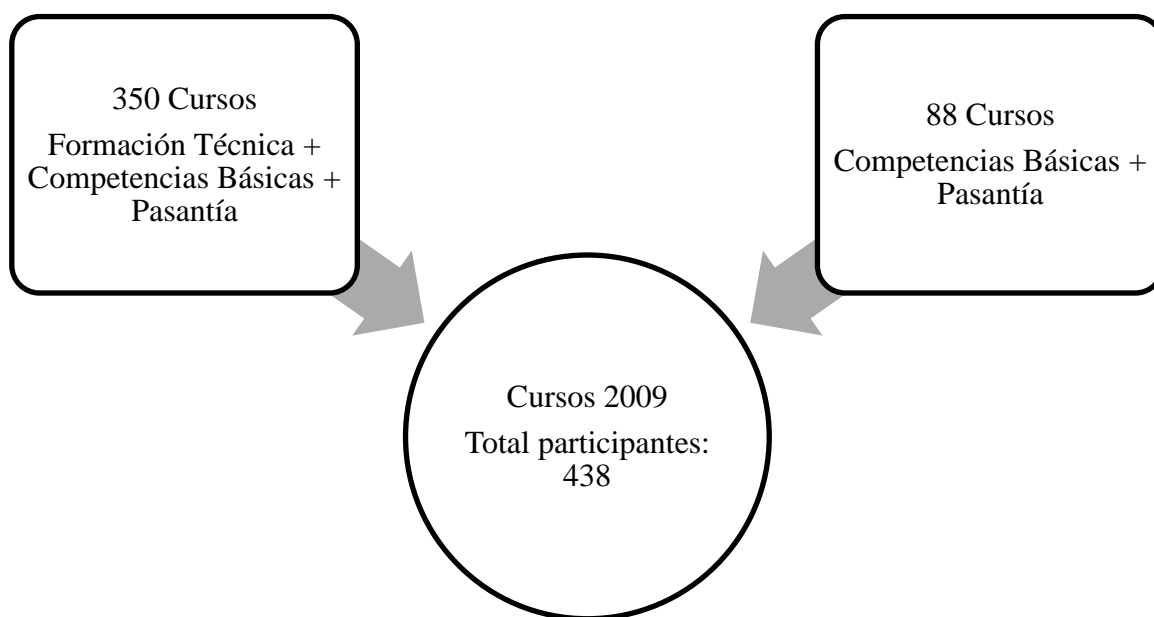 350 Cursos
Formación Técnica +
Competencias Básicas +
Pasantía
88 Cursos
Competencias Básicas +
Pasantía
Cursos 2009
Total participantes:
438